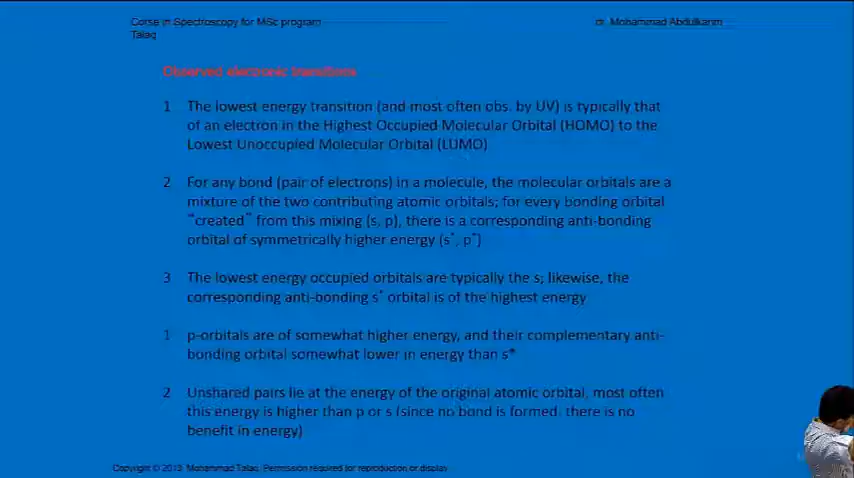 Corse in Spectroscopy for MSc program
dr. Mohammad Abdulkarim
Talaq
Observed electronic transitions
1 The lowest energy transition (and most often obs. by UV) is typically that
of an electron in the Highest Occupied Molecular Orbital (HOMO) to the
Lowest Unoccupied Molecular Orbital (LUMO)
2 For any bond (pair of electrons) in a molecule, the molecular orbitals are a
mixture of the two contributing atomic orbitals; for every bonding orbital
“created” from this mixing (s, p), there is a corresponding anti-bonding
orbital of symmetrically higher energy (s*, p*)
3 The lowest energy occupied orbitals are typically the s; likewise, the
corresponding anti-bonding s* orbital is of the highest energy
1 p-orbitals are of somewhat higher energy, and their complementary anti-
bonding orbital somewhat lower in energy than s*
2 Unshared pairs lie at the energy of the original atomic orbital, most often
this energy is higher than p or s (since no bond is formed, there is no
benefit in energy)
Copyright © 2013 Mohammad Talaq. Permission required for reproduction or display